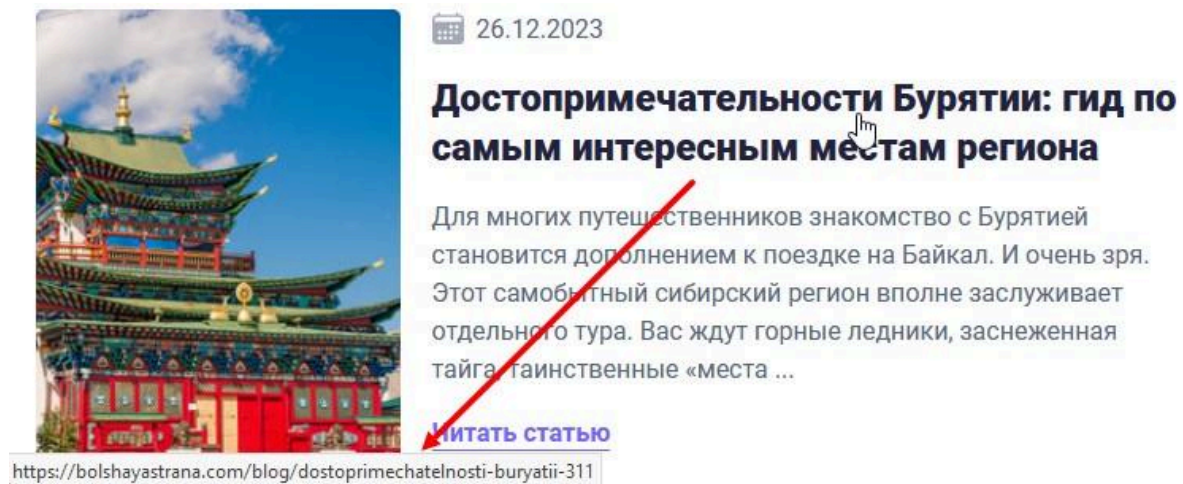 26.12.2023
Достопримечательности Бурятии: гид по
самым интересным местам региона
Для многих путешественников знакомство с Бурятией
становится дополнением к поездке на Байкал. И очень зря.
Этот самобытный сибирский регион вполне заслуживает
отдельного тура. Вас ждут горные ледники, заснеженная
тайга, таинственные «места ...
Читать статью
https://bolshayastrana.com/blog/dostoprimechatelnosti-buryatii-311